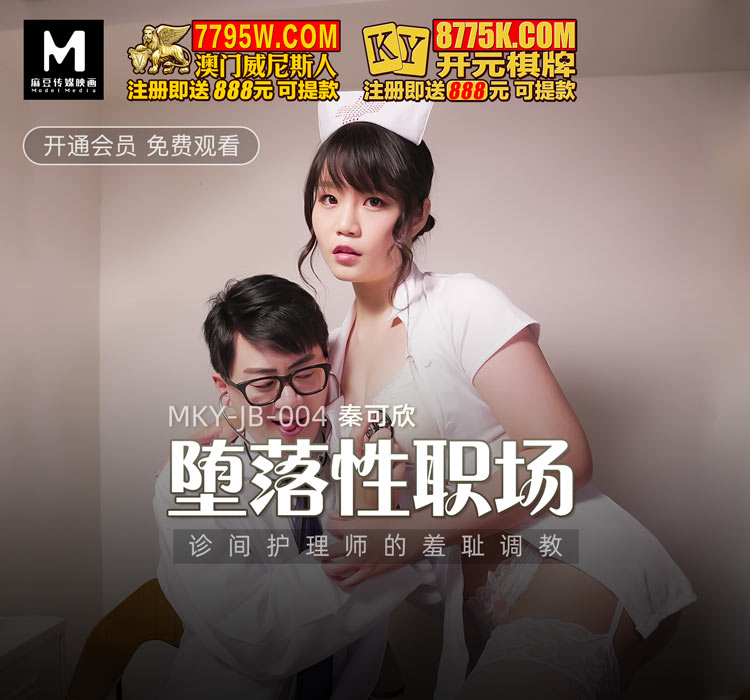 M
麻豆传媒映画
Model Media
7795W.COM
澳门威尼斯人
注册即送 888元 可提款
KY
8775K.COM
开元棋牌
注册即送888元 可提款
开通会员 免费观看
MKY-JB-004 秦可欣
堕落性职场
诊间护理师的羞耻调教